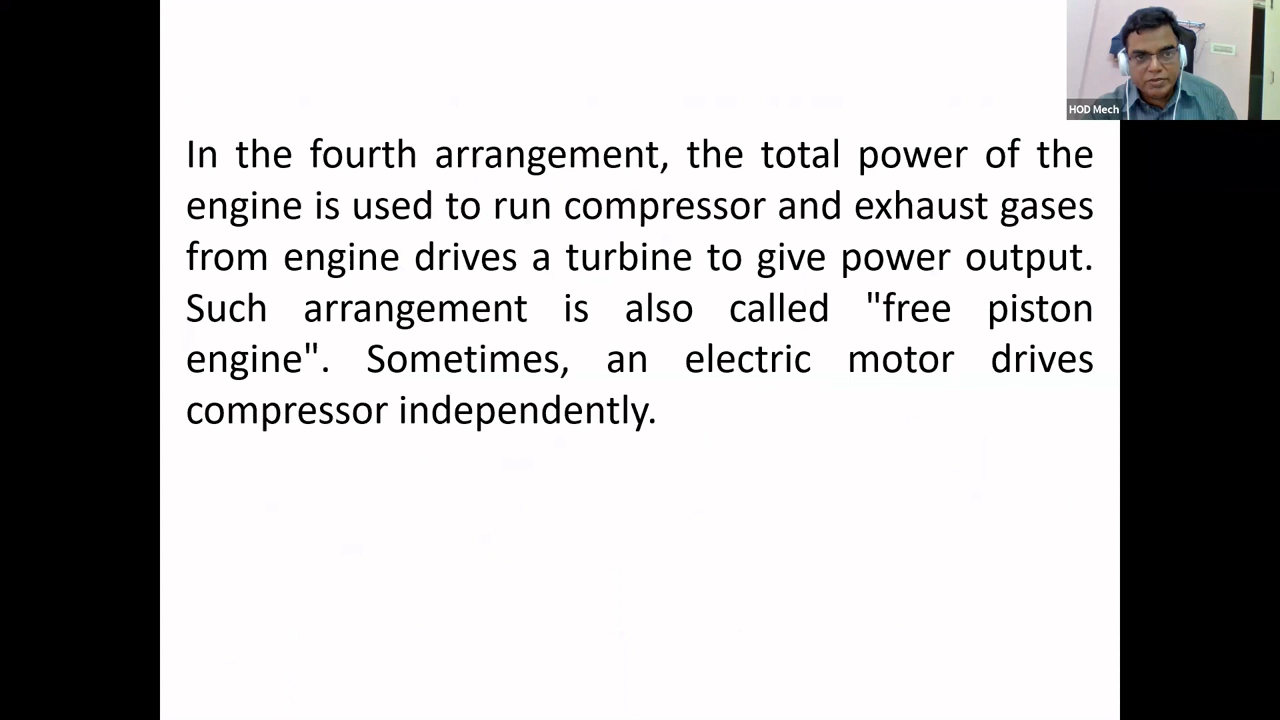 HOD Mech
In the fourth arrangement, the total power of the
engine is used to run compressor and exhaust gases
from engine drives a turbine to give power output.
Such arrangement is also called "free piston
engine". Sometimes, an electric motor drives
compressor independently.